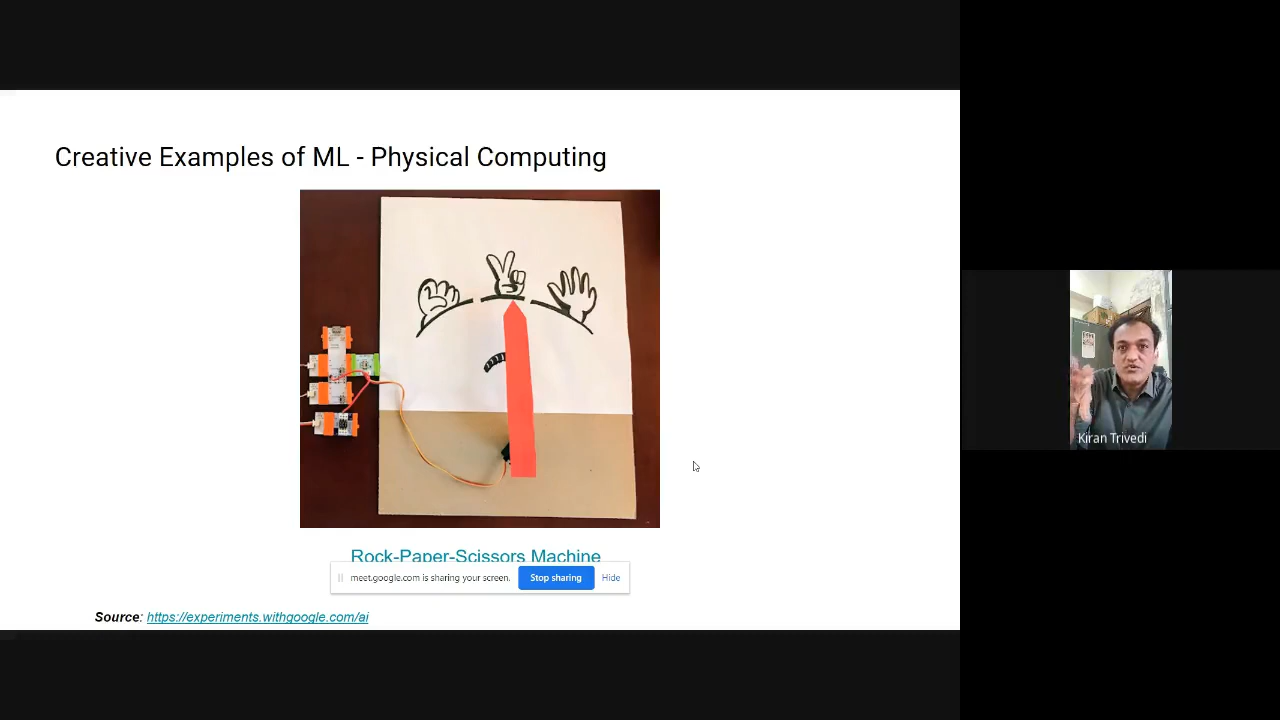 Creative Examples of ML - Physical Computing
Rock-Paper-Scissors Machine
meet.google.com is sharing your screen.
Stop sharing
Hide
Source: https://experiments.withgoogle.com/ai
Kiran Trivedi